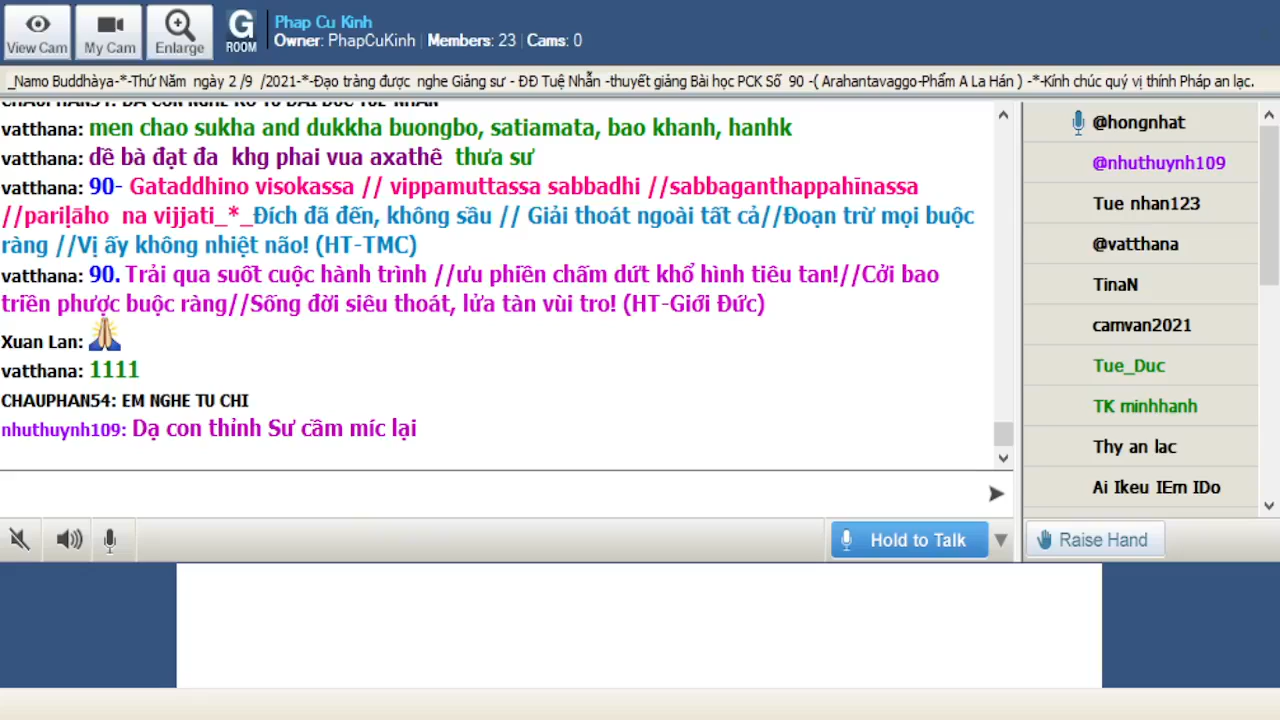 View Cam
My Cam
Enlarge
G
ROOM
Phap Cu Kinh
Owner: PhapCuKinh | Members: 23 | Cams: 0
_Namo Buddhàya-*-Thứ Năm ngày 2 /9 /2021-*-Đạo tràng được nghe Giảng sư - ĐĐ Tuệ Nhẫn -thuyết giảng Bài học PCK Số 90 -( Arahantavaggo-Phẩm A La Hán ) -*-Kính chúc quý vị thính Pháp an lạc.
vatthana: men chao sukha and dukkha buongbo, satiamata, bao khanh, hanhk
vatthana: dề bà đạt đa khg phai vua axathê thưa sư
vatthana: 90- Gataddhino visokassa // vippamuttassa sabbadhi //sabbaganthappahīnassa
//pariḷāho na vijjati_*_Đích đã đến, không sầu // Giải thoát ngoài tất cả//Đoạn trừ mọi buộc
ràng //Vị ấy không nhiệt não! (HT-TMC)
vatthana: 90. Trải qua suốt cuộc hành trình //ưu phiền chấm dứt khổ hình tiêu tan!//Cởi bao
triền phược buộc ràng//Sống đời siêu thoát, lửa tàn vùi tro! (HT-Giới Đức)
Xuan Lan:
vatthana: 1111
CHAUPHAN54: EM NGHE TU CHI
nhuthuynh109: Dạ con thỉnh Sư cầm míc lại
@hongnhat
@nhuthuynh109
Tue nhan123
@vatthana
TinaN
camvan2021
Tue_Duc
TK minhhanh
Thy an lac
Ai Ikeu IEm IDo
Hold to Talk
Raise Hand